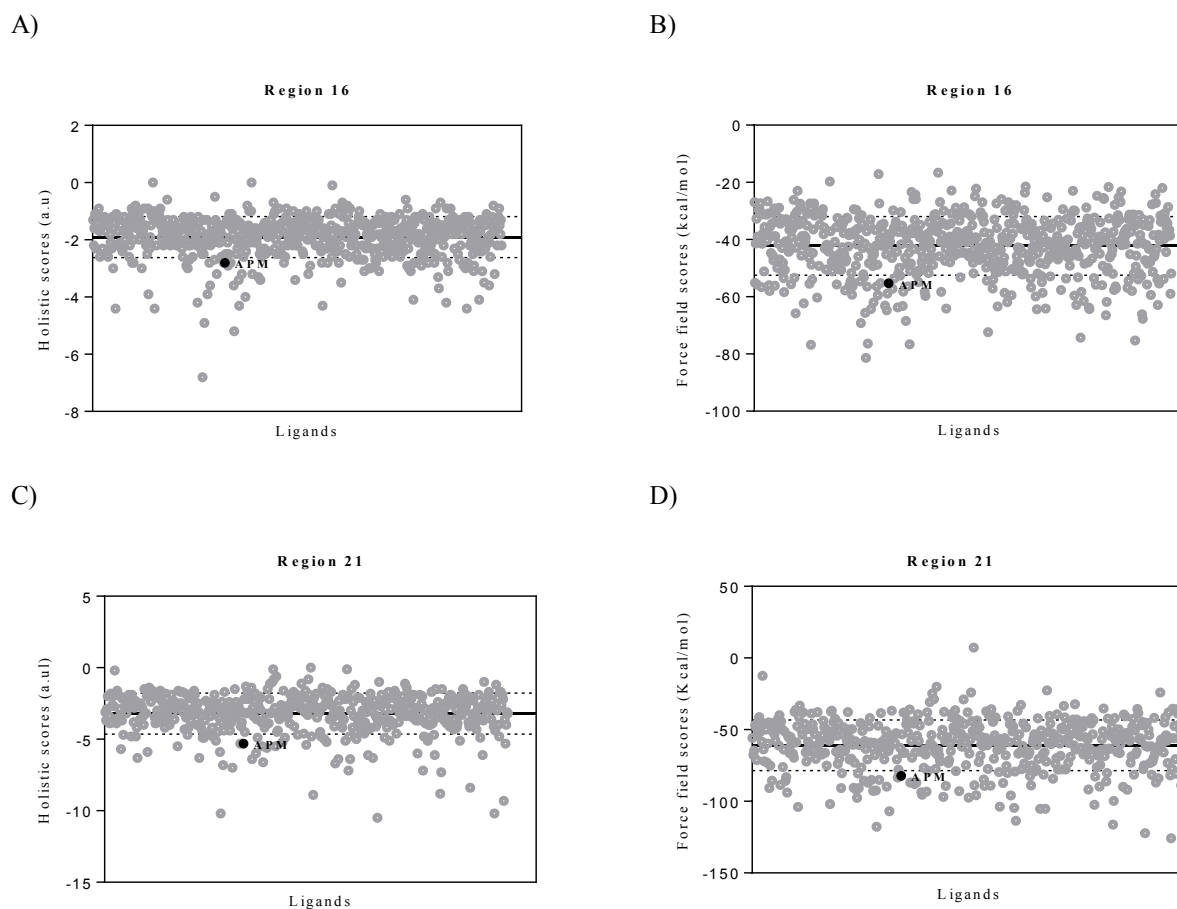 A)
Region 16
Holistic scores (a.u)
2
0
-2
-4
-6
-8
APM
Ligands
B)
Region 16
Force field scores (kcal/mol)
0
-20
-40
-60
-80
-100
APM
Ligands
C)
Region 21
Holistic scores (a.ul)
5
0
-5
-10
-15
APM
Ligands
D)
Region 21
Force field scores (Kcal/mol)
50
0
-50
-100
-150
APM
Ligands